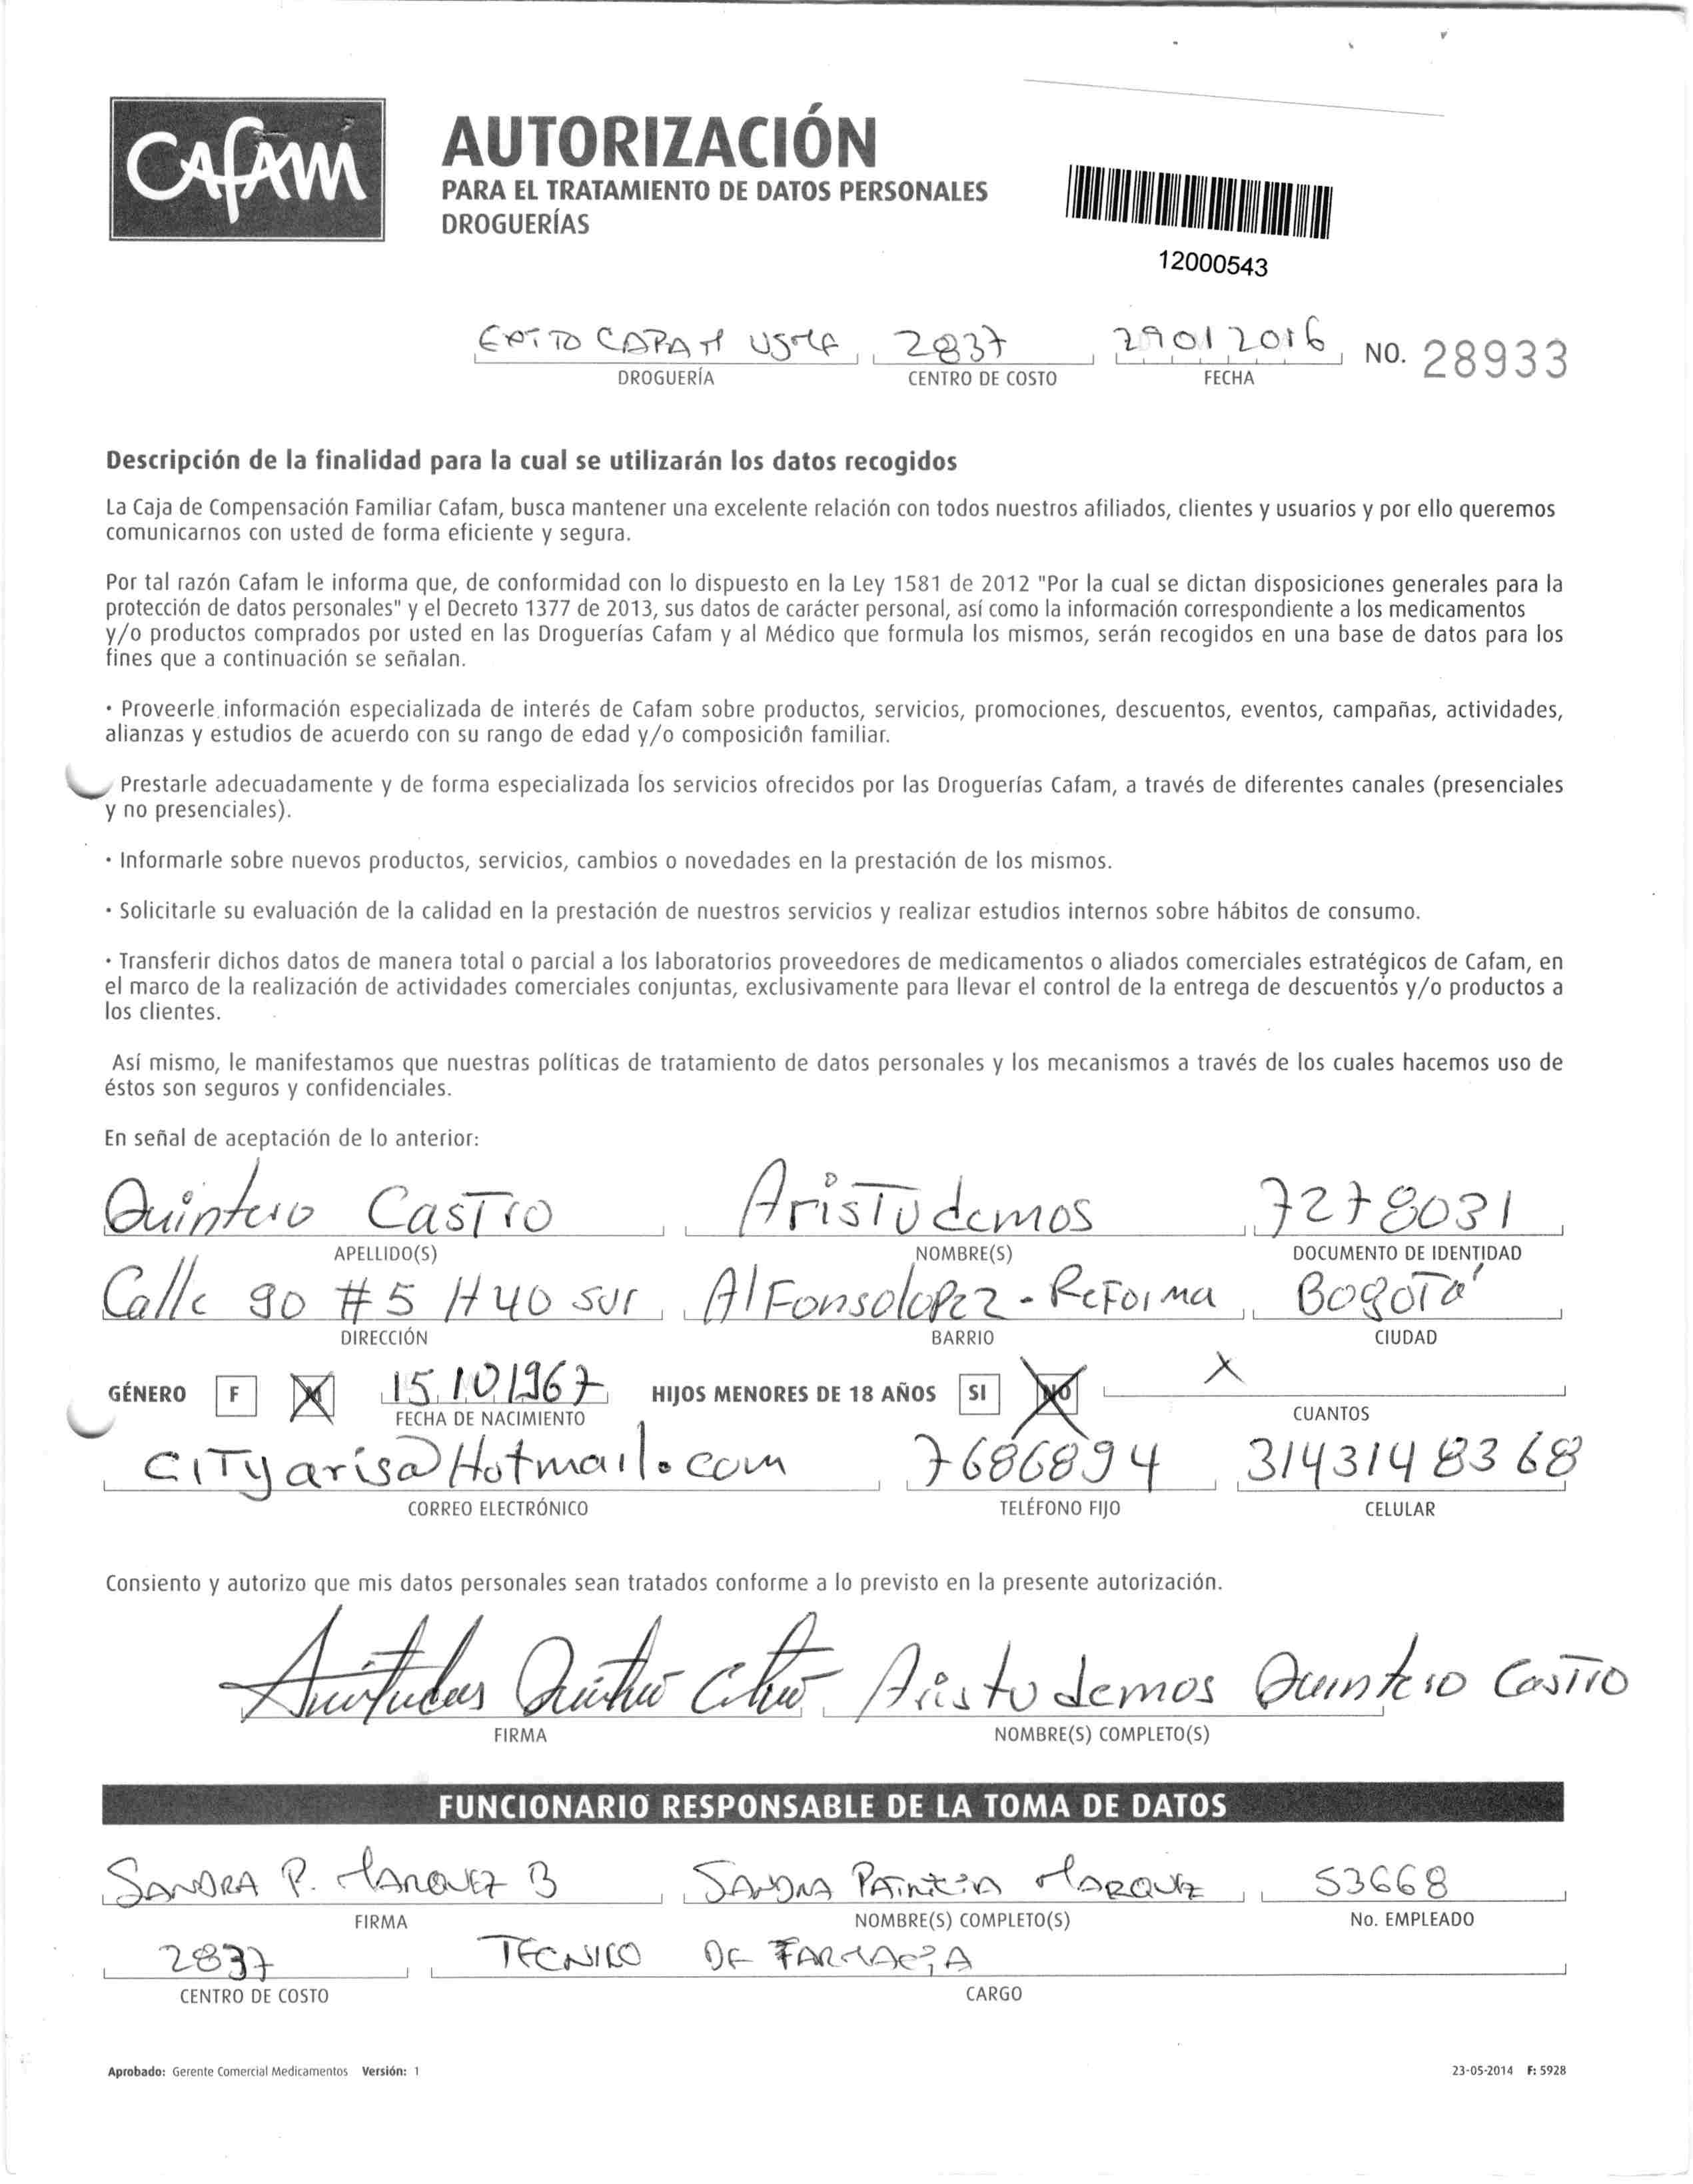 CAFAM
AUTORIZACIÓN
PARA EL TRATAMIENTO DE DATOS PERSONALES
DROGUERÍAS
12000543
EXITO CAFAM USME 2837 29012016 NO. 28933
DROGUERÍA CENTRO DE COSTO FECHA
Descripción de la finalidad para la cual se utilizarán los datos recogidos
La Caja de Compensación Familiar Cafam, busca mantener una excelente relación con todos nuestros afiliados, clientes y usuarios y por ello queremos
comunicarnos con usted de forma eficiente y segura.
Por tal razón Cafam le informa que, de conformidad con lo dispuesto en la Ley 1581 de 2012 "Por la cual se dictan disposiciones generales para la
protección de datos personales" y el Decreto 1377 de 2013, sus datos de carácter personal, así como la información correspondiente a los medicamentos
y/o productos comprados por usted en las Droguerías Cafam y al Médico que formula los mismos, serán recogidos en una base de datos para los
fines que a continuación se señalan.
· Proveerle información especializada de interés de Cafam sobre productos, servicios, promociones, descuentos, eventos, campañas, actividades,
alianzas y estudios de acuerdo con su rango de edad y/o composición familiar.
Prestarle adecuadamente y de forma especializada los servicios ofrecidos por las Droguerías Cafam, a través de diferentes canales (presenciales
y no presenciales).
· Informarle sobre nuevos productos, servicios, cambios o novedades en la prestación de los mismos.
· Solicitarle su evaluación de la calidad en la prestación de nuestros servicios y realizar estudios internos sobre hábitos de consumo.
· Transferir dichos datos de manera total o parcial a los laboratorios proveedores de medicamentos o aliados comerciales estratégicos de Cafam, en
el marco de la realización de actividades comerciales conjuntas, exclusivamente para llevar el control de la entrega de descuentos y/o productos a
los clientes.
Así mismo, le manifestamos que nuestras políticas de tratamiento de datos personales y los mecanismos a través de los cuales hacemos uso de
éstos son seguros y confidenciales.
En señal de aceptación de lo anterior:
Quintero Castro Aristudemos 7278031
APELLIDO(S) NOMBRE(S) DOCUMENTO DE IDENTIDAD
Calle 90 # 5 H 40 sur AlFonsolopez - ReForma BogoTá
DIRECCIÓN BARRIO CIUDAD
GÉNERO F M 15101967 HIJOS MENORES DE 18 AÑOS SI NO X
FECHA DE NACIMIENTO CUANTOS
CITyarisa@Hotmail.com 7686894 3143148368
CORREO ELECTRÓNICO TELÉFONO FIJO CELULAR
Consiento y autorizo que mis datos personales sean tratados conforme a lo previsto en la presente autorización.
Aristudemos Quintero Castro Aristudemos Quintero Castro
FIRMA NOMBRE(S) COMPLETO(S)
FUNCIONARIO RESPONSABLE DE LA TOMA DE DATOS
SANDRA P. MARQUEZ B SANDRA PATRICIA MARQUEZ 53668
FIRMA NOMBRE(S) COMPLETO(S) No. EMPLEADO
2837 TECNICO DE FARMACIA
CENTRO DE COSTO CARGO
Aprobado: Gerente Comercial Medicamentos Versión: 1 23-05-2014 F: 5928